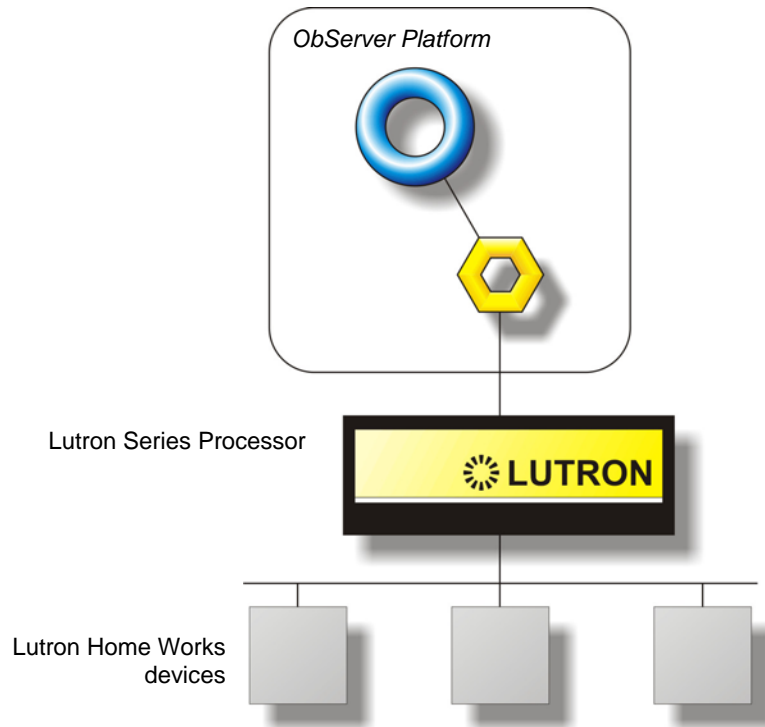 ObServer Platform
Lutron Series Processor
LUTRON
Lutron Home Works
devices